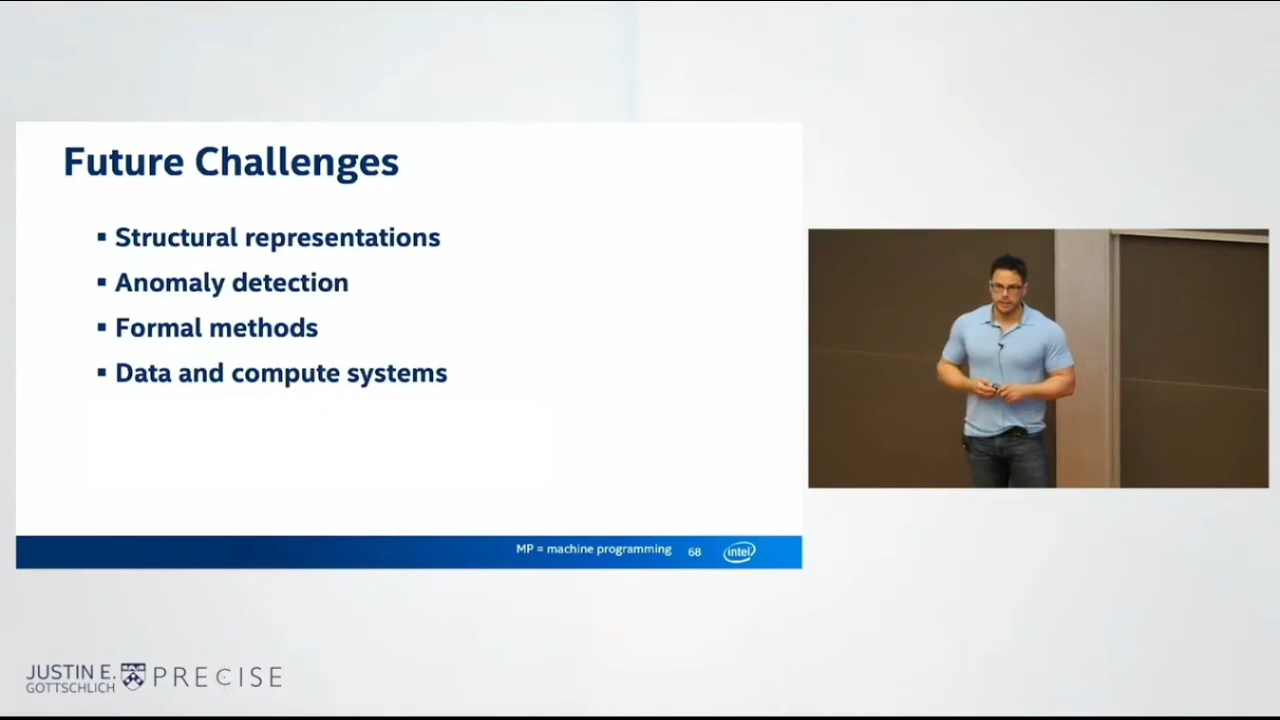 Future Challenges
▪ Structural representations
▪ Anomaly detection
▪ Formal methods
▪ Data and compute systems
MP = machine programming 68 intel
JUSTIN E.
GOTTSCHLICH
PRECISE